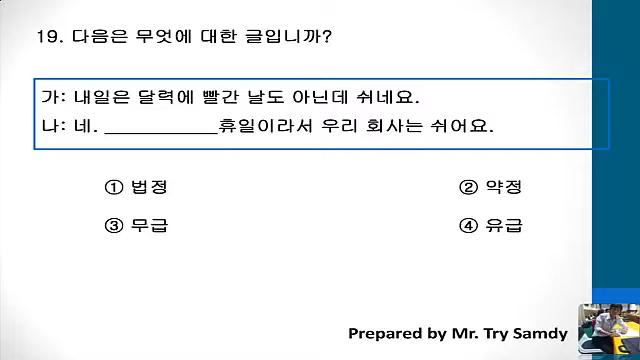 19. 다음은 무엇에 대한 글입니까?
가: 내일은 달력에 빨간 날도 아닌데 쉬네요.
나: 네. ____________휴일이라서 우리 회사는 쉬어요.
① 법정
② 약정
③ 무급
④ 유급
Prepared by Mr. Try Samdy